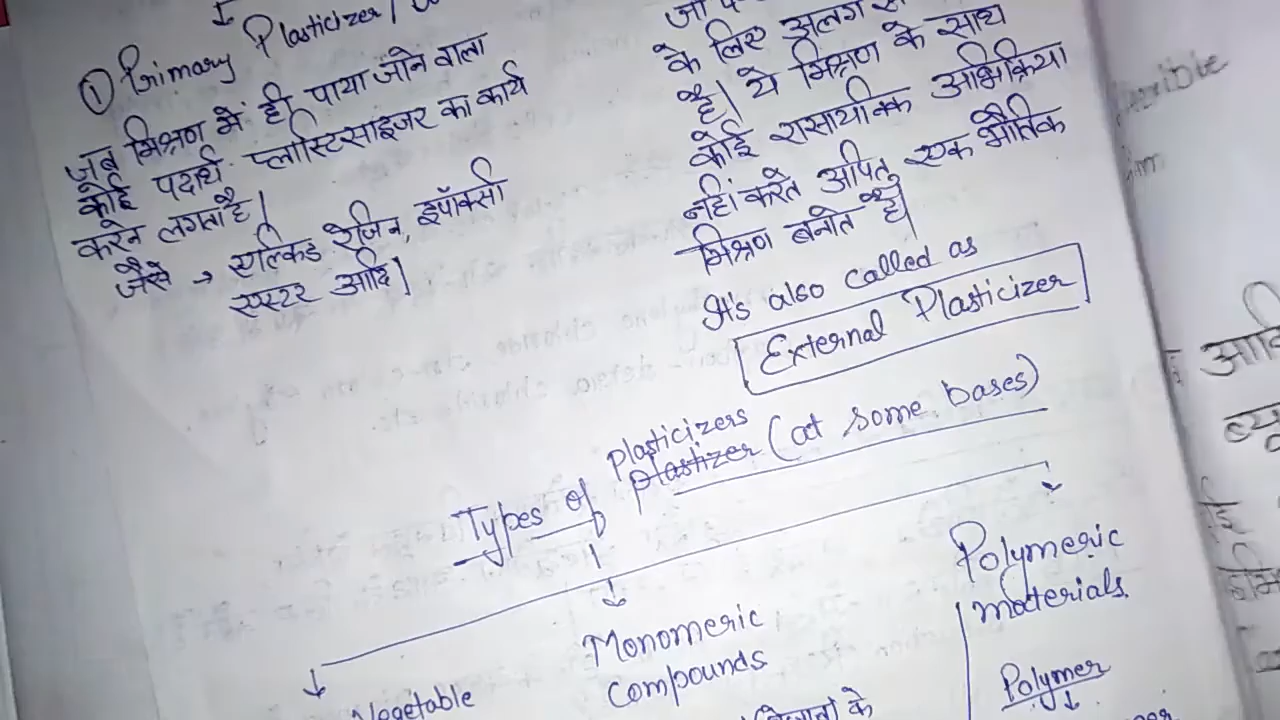 ① Primary Plasticizer /
जब मिश्रण में ही पाया जाने वाला
कोई पदार्थ प्लास्टिसाइजर का कार्य
करने लगता है।
जैसे → एल्किड रेजिन, इपॉक्सी
एस्टर आदि।
के लिए अलग से
है। ये मिश्रण के साथ
कोई रासायनिक अभिक्रिया
नहीं करते अपितु एक भौतिक
मिश्रण बनाते हैं।
It's also called as
External Plasticizer
Types of Plasticizers (at some bases)
Vegetable
Monomeric
Compounds
Polymeric
materials.
Polymer
के
आदि